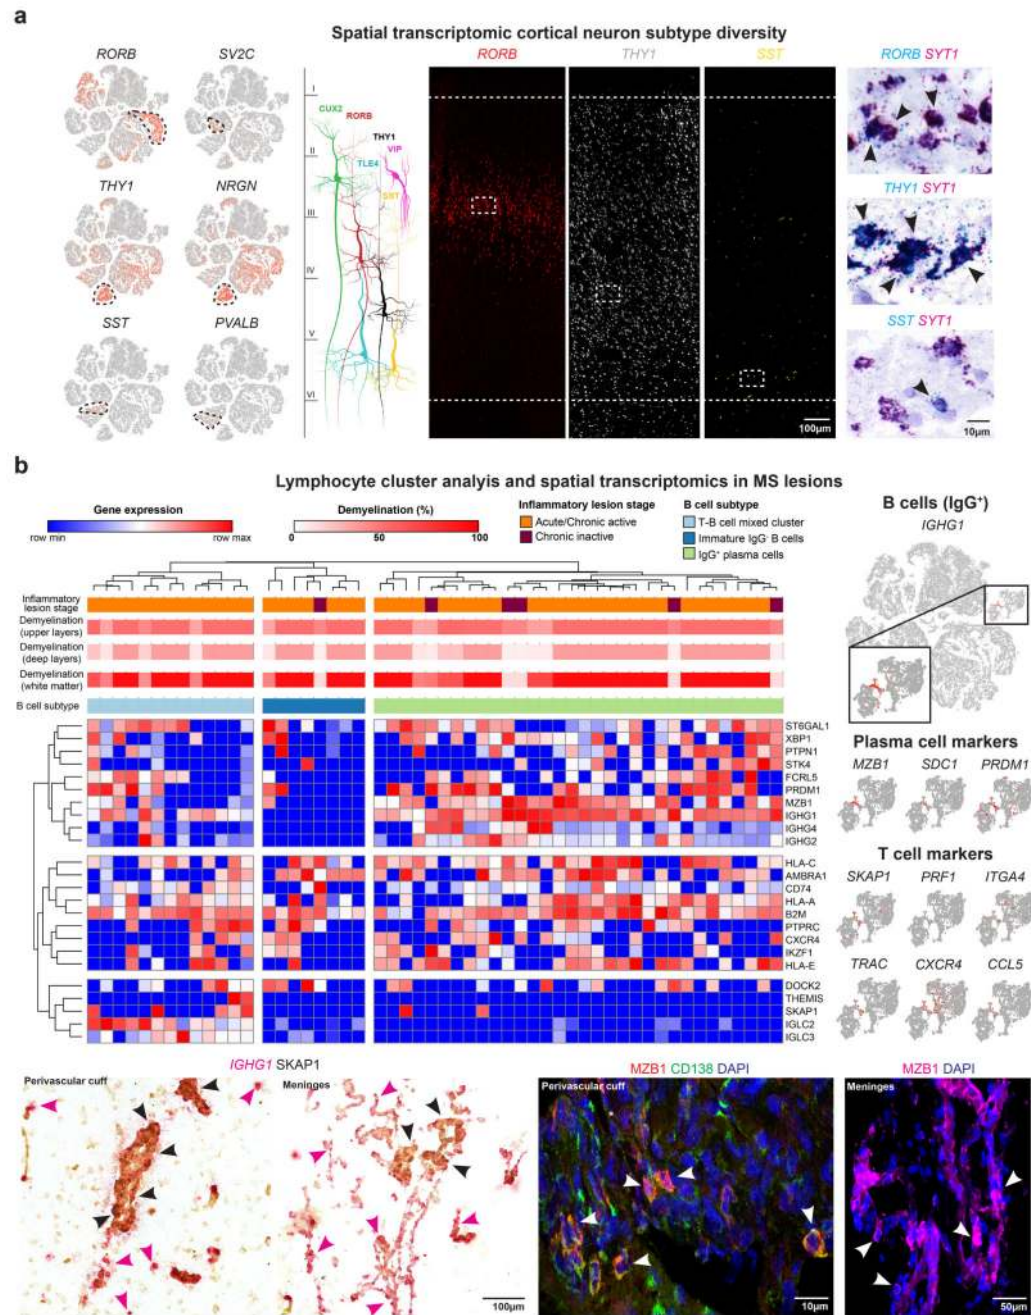 a
Spatial transcriptomic cortical neuron subtype diversity
RORB SV2C
THY1 NRGN
SST PVALB
I
II
III
IV
V
VI
CUX2
RORB
THY1
VIP
TLE4
SST
RORB THY1 SST
100µm
RORB SYT1
THY1 SYT1
SST SYT1
10µm
b
Lymphocyte cluster analyis and spatial transcriptomics in MS lesions
Gene expression
row min row max
Demyelination (%)
0 50 100
Inflammatory lesion stage
Acute/Chronic active
Chronic inactive
B cell subtype
T-B cell mixed cluster
Immature IgG- B cells
IgG+ plasma cells
Inflammatory
lesion stage
Demyelination
(upper layers)
Demyelination
(deep layers)
Demyelination
(white matter)
B cell subtype
ST6GAL1
XBP1
PTPN1
STK4
FCRL5
PRDM1
MZB1
IGHG1
IGHG4
IGHG2
HLA-C
AMBRA1
CD74
HLA-A
B2M
PTPRC
CXCR4
IKZF1
HLA-E
DOCK2
THEMIS
SKAP1
IGLC2
IGLC3
B cells (IgG+)
IGHG1
Plasma cell markers
MZB1 SDC1 PRDM1
T cell markers
SKAP1 PRF1 ITGA4
TRAC CXCR4 CCL5
IGHG1 SKAP1
Perivascular cuff
Meninges
100µm
MZB1 CD138 DAPI
Perivascular cuff
10µm
MZB1 DAPI
Meninges
50µm